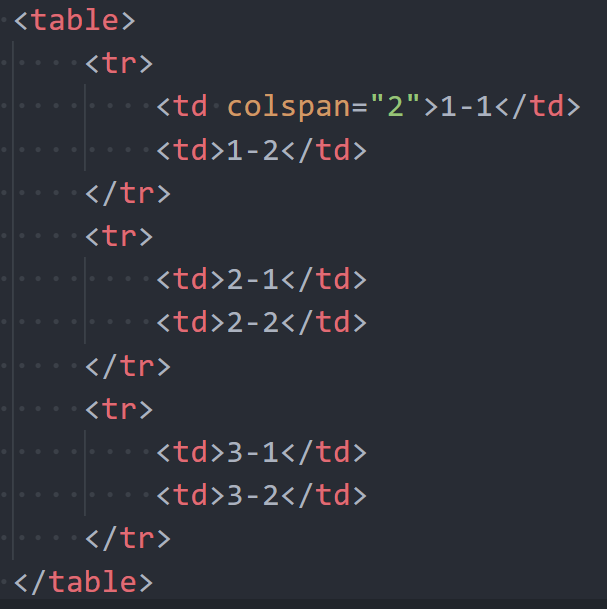 <table>
<tr>
<td colspan="2">1-1</td>
<td>1-2</td>
</tr>
<tr>
<td>2-1</td>
<td>2-2</td>
</tr>
<tr>
<td>3-1</td>
<td>3-2</td>
</tr>
</table>